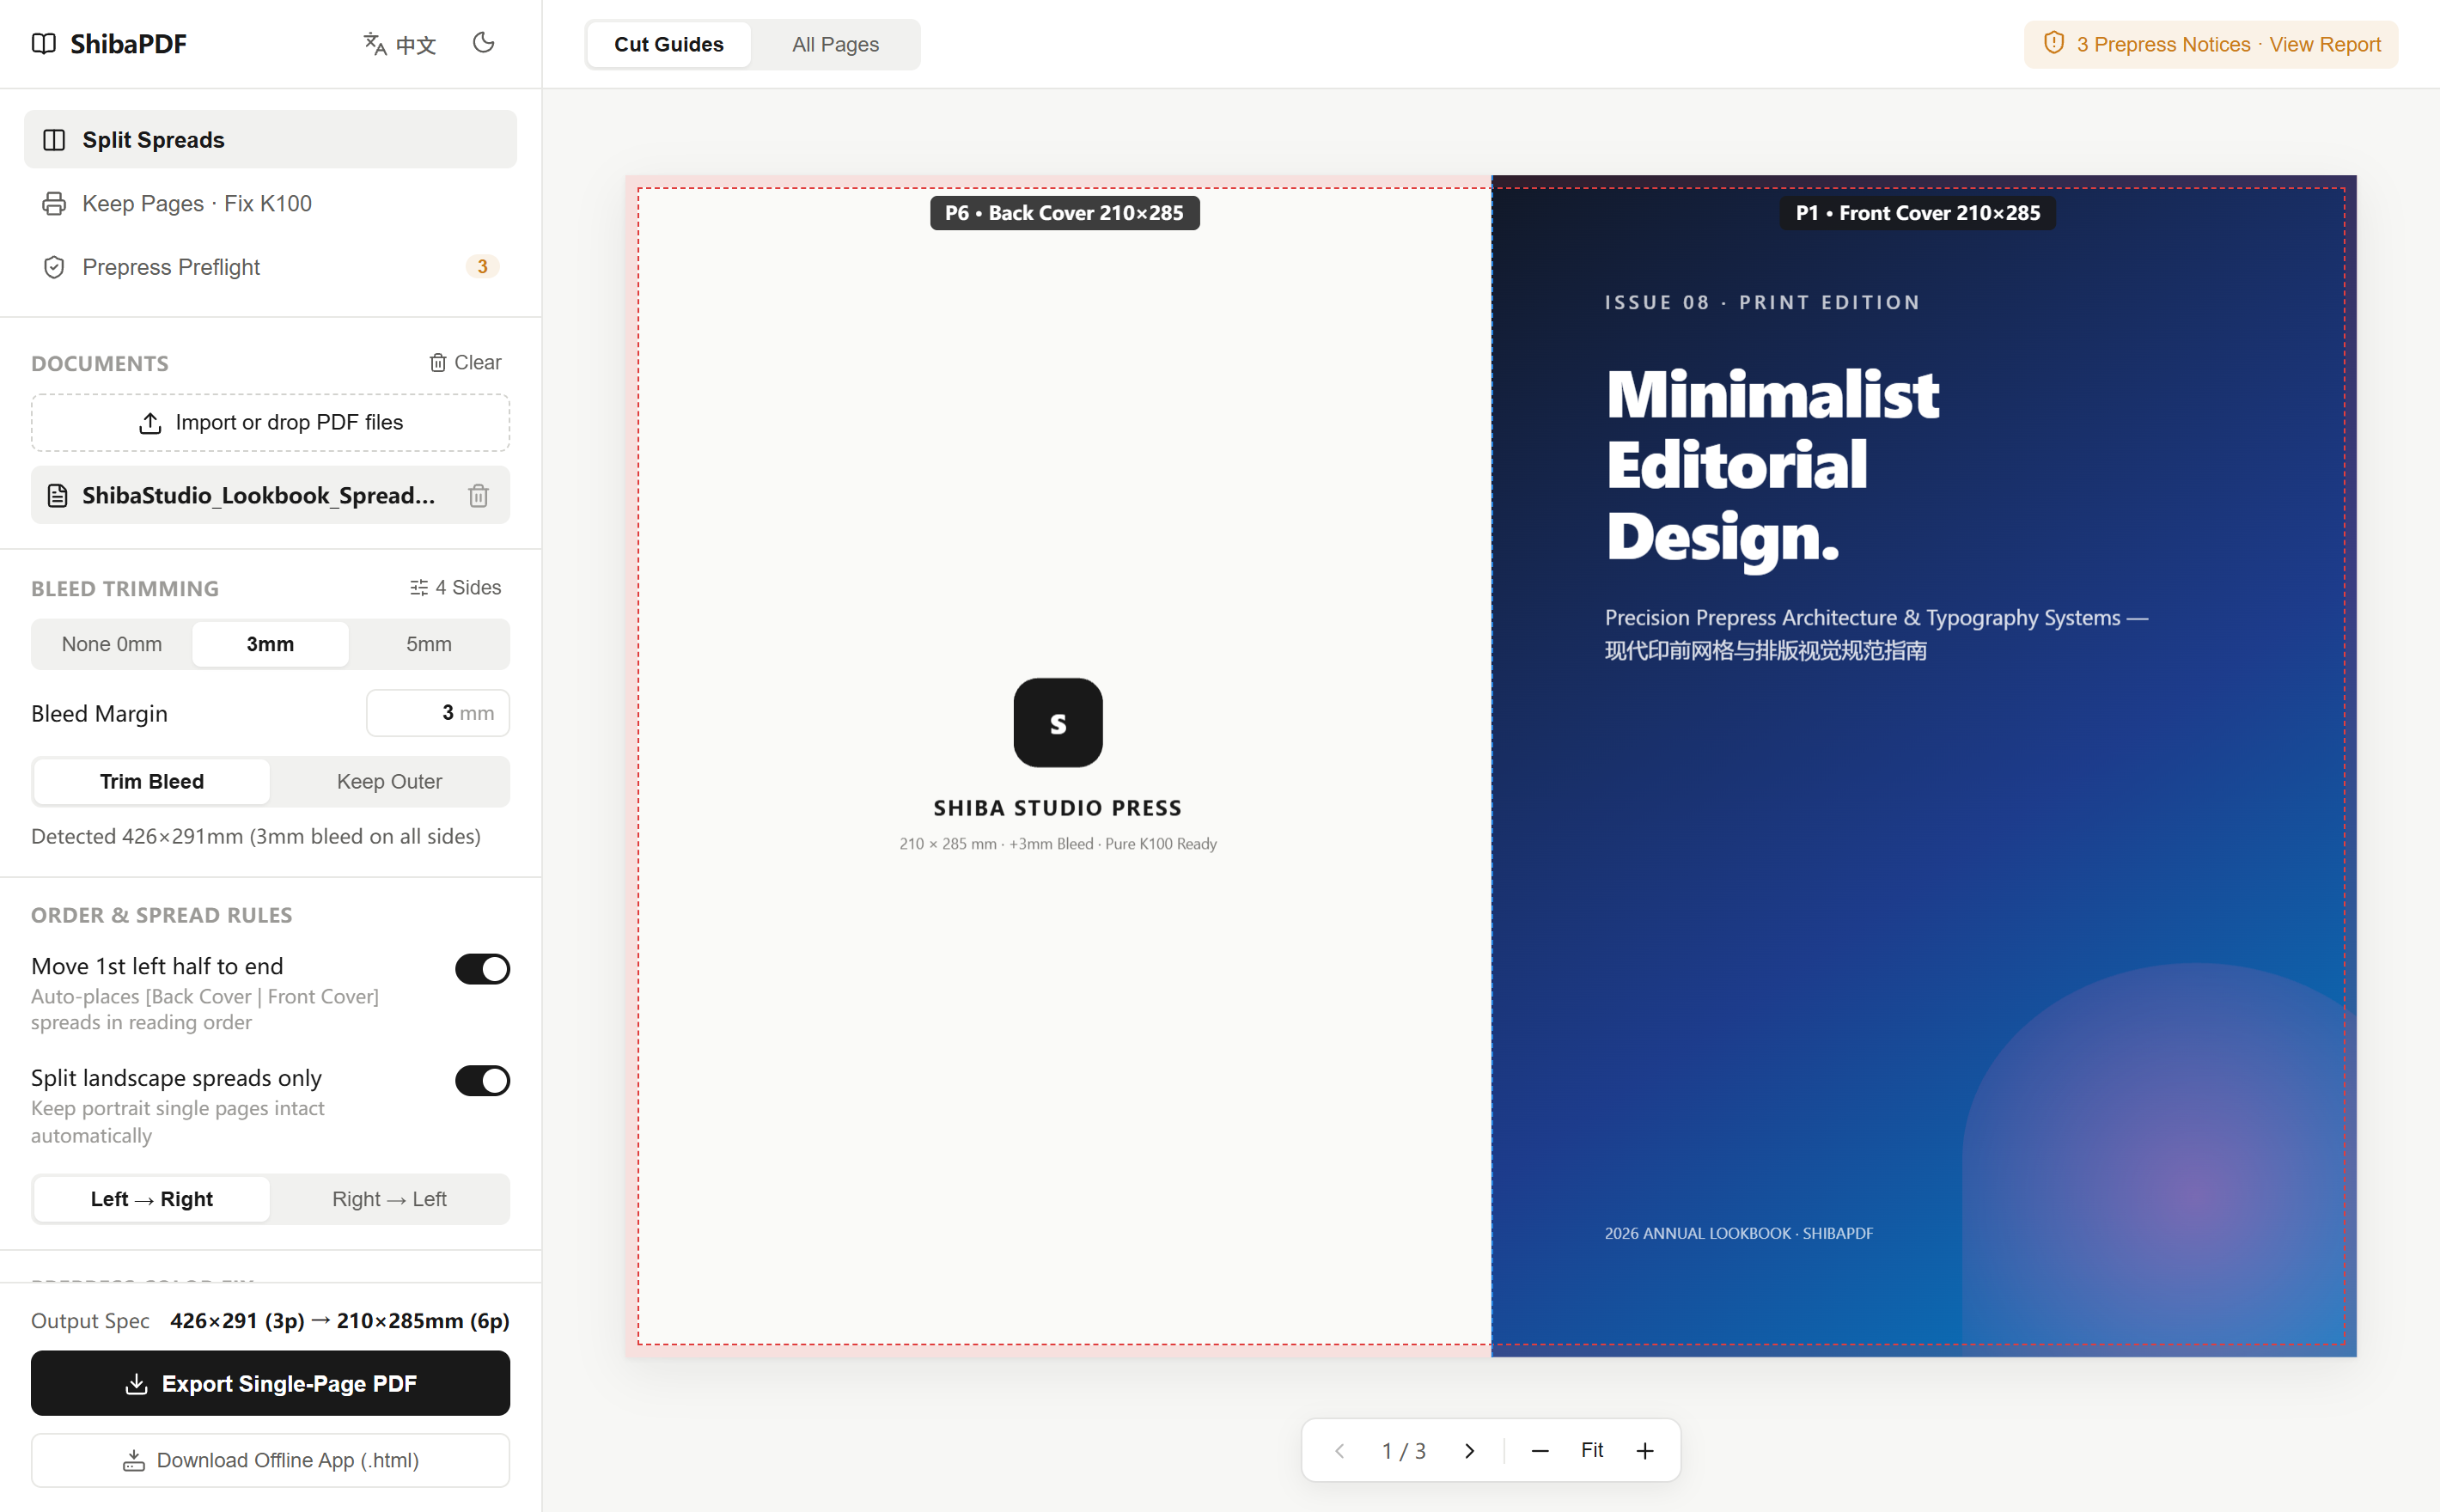 ShibaPDF
中文
Split Spreads
Keep Pages · Fix K100
Prepress Preflight
3
DOCUMENTS
Clear
Import or drop PDF files
ShibaStudio_Lookbook_Spread...
BLEED TRIMMING
4 Sides
None 0mm
3mm
5mm
Bleed Margin
3 mm
Trim Bleed
Keep Outer
Detected 426×291mm (3mm bleed on all sides)
ORDER & SPREAD RULES
Move 1st left half to end
Auto-places [Back Cover | Front Cover]
spreads in reading order
Split landscape spreads only
Keep portrait single pages intact
automatically
Left → Right
Right → Left
Output Spec 426×291 (3p) → 210×285mm (6p)
Export Single-Page PDF
Download Offline App (.html)
Cut Guides
All Pages
3 Prepress Notices · View Report
P6 • Back Cover 210×285
S
SHIBA STUDIO PRESS
210 × 285 mm · +3mm Bleed · Pure K100 Ready
P1 • Front Cover 210×285
ISSUE 08 · PRINT EDITION
Minimalist
Editorial
Design.
Precision Prepress Architecture & Typography Systems —
现代印前网格与排版视觉规范指南
2026 ANNUAL LOOKBOOK · SHIBAPDF
1 / 3
Fit